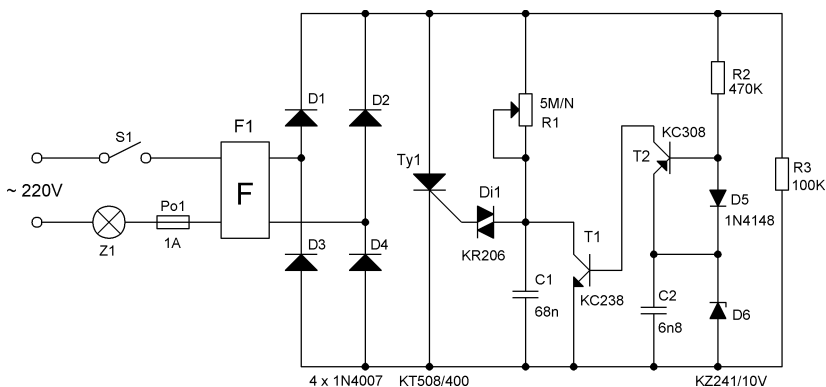 S1
~ 220V
Z1
Po1
1A
F1
F
D1
D2
D3
D4
4 x 1N4007
Ty1
KT508/400
Di1
KR206
5M/N
R1
C1
68n
T1
KC238
KC308
T2
C2
6n8
R2
470K
D5
1N4148
D6
KZ241/10V
R3
100K